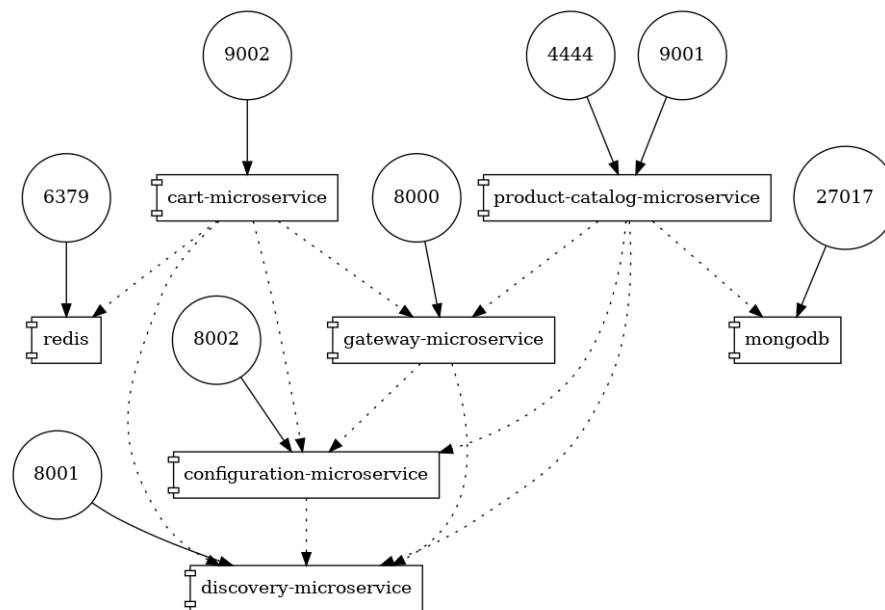 9002
4444
9001
6379
cart-microservice
8000
product-catalog-microservice
27017
redis
8002
gateway-microservice
mongodb
8001
configuration-microservice
discovery-microservice